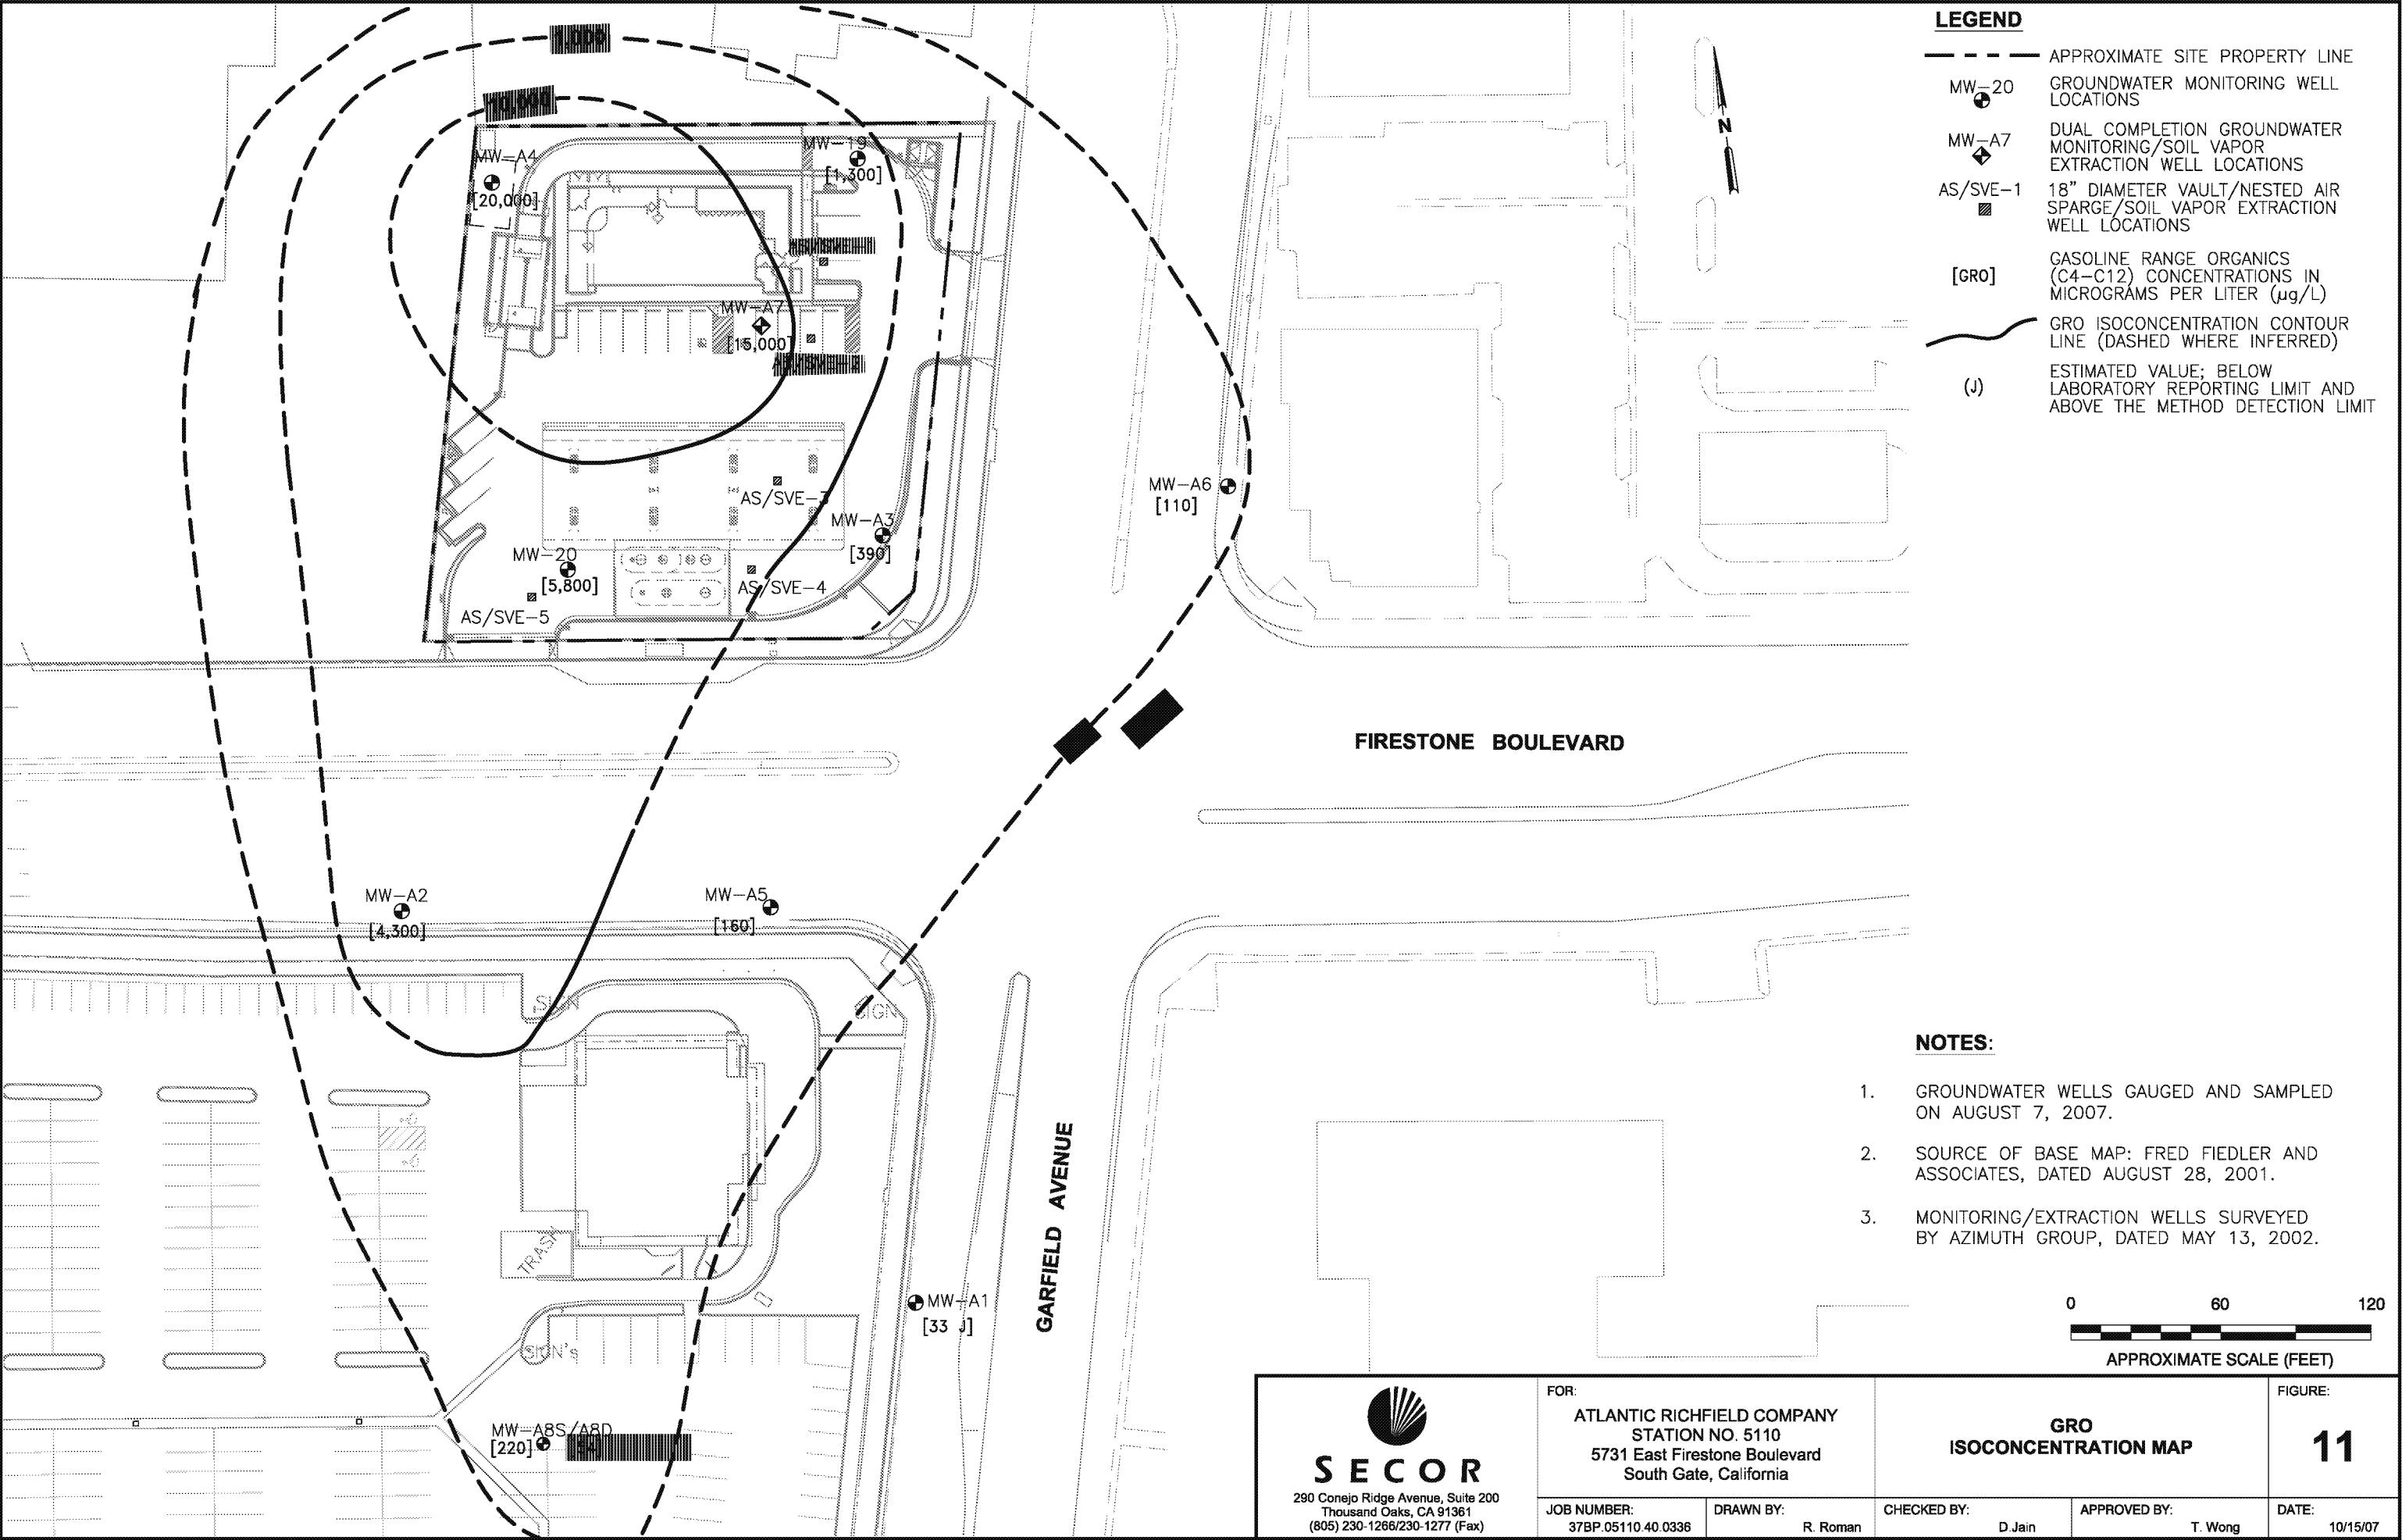 1,000
10,000
MW-A4
[20,000]
MW-19
[1,300]
MW-A7
[15,000]
AS/SVE-3
MW-A3
[390]
MW-20
[5,800]
AS/SVE-4
AS/SVE-5
MW-A6
[110]
FIRESTONE BOULEVARD
MW-A2
[4,300]
MW-A5
[160]
SIGN
SIGN
TRASH
SIGN's
GARFIELD AVENUE
MW-A1
[33 J]
MW-A8S/A8D
[220]
N
LEGEND
APPROXIMATE SITE PROPERTY LINE
MW-20
GROUNDWATER MONITORING WELL
LOCATIONS
MW-A7
DUAL COMPLETION GROUNDWATER
MONITORING/SOIL VAPOR
EXTRACTION WELL LOCATIONS
AS/SVE-1
18" DIAMETER VAULT/NESTED AIR
SPARGE/SOIL VAPOR EXTRACTION
WELL LOCATIONS
[GRO]
GASOLINE RANGE ORGANICS
(C4-C12) CONCENTRATIONS IN
MICROGRAMS PER LITER (µg/L)
GRO ISOCONCENTRATION CONTOUR
LINE (DASHED WHERE INFERRED)
(J)
ESTIMATED VALUE; BELOW
LABORATORY REPORTING LIMIT AND
ABOVE THE METHOD DETECTION LIMIT
NOTES:
1. GROUNDWATER WELLS GAUGED AND SAMPLED
ON AUGUST 7, 2007.
2. SOURCE OF BASE MAP: FRED FIEDLER AND
ASSOCIATES, DATED AUGUST 28, 2001.
3. MONITORING/EXTRACTION WELLS SURVEYED
BY AZIMUTH GROUP, DATED MAY 13, 2002.
0 60 120
APPROXIMATE SCALE (FEET)
SECOR
290 Conejo Ridge Avenue, Suite 200
Thousand Oaks, CA 91361
(805) 230-1266/230-1277 (Fax)
FOR:
ATLANTIC RICHFIELD COMPANY
STATION NO. 5110
5731 East Firestone Boulevard
South Gate, California
JOB NUMBER:
37BP.05110.40.0336
DRAWN BY:
R. Roman
GRO
ISOCONCENTRATION MAP
CHECKED BY:
D.Jain
APPROVED BY:
T. Wong
FIGURE:
11
DATE:
10/15/07